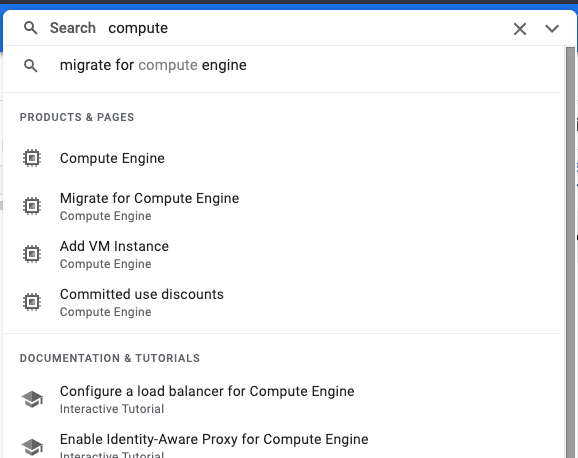 Search compute
migrate for compute engine
PRODUCTS & PAGES
Compute Engine
Migrate for Compute Engine
Compute Engine
Add VM Instance
Compute Engine
Committed use discounts
Compute Engine
DOCUMENTATION & TUTORIALS
Configure a load balancer for Compute Engine
Interactive Tutorial
Enable Identity-Aware Proxy for Compute Engine
Interactive Tutorial